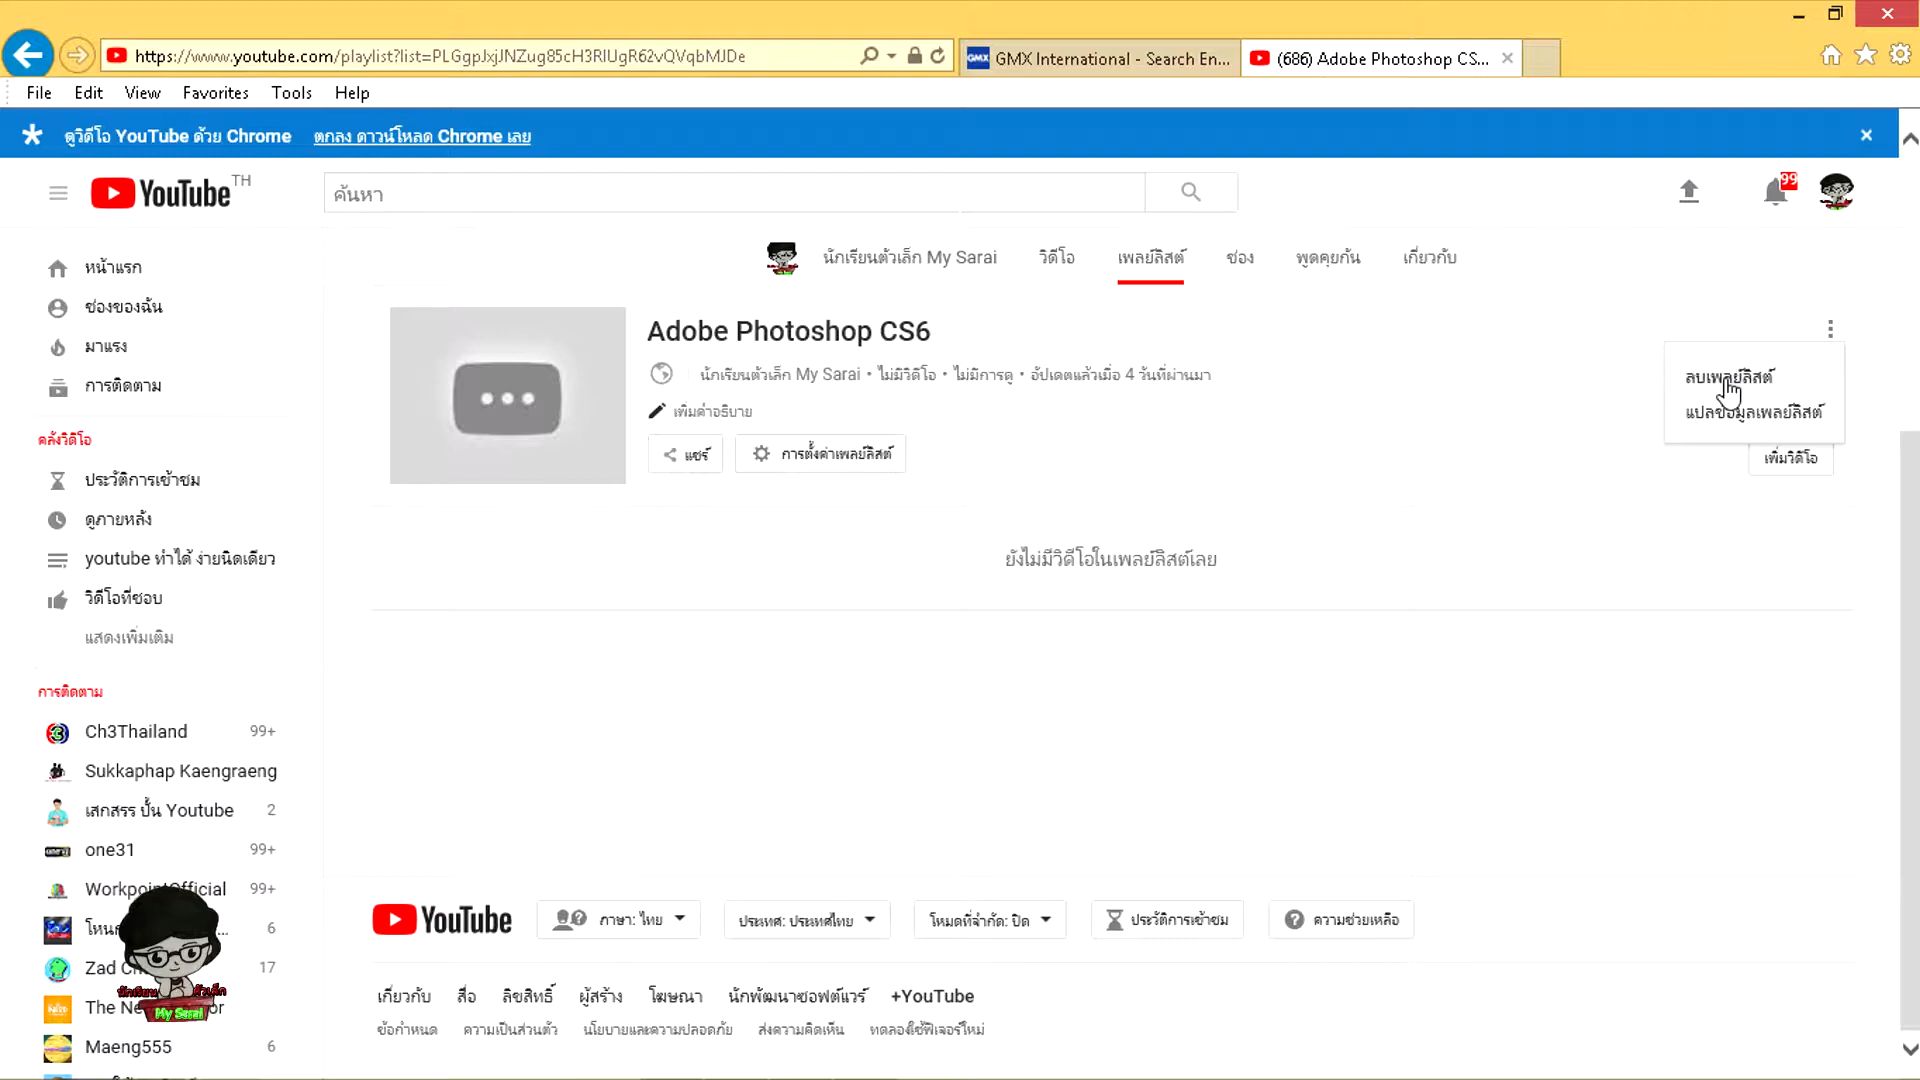 https://www.youtube.com/playlist?list=PLGgpJxjJNZug85cH3RlUgR62vQVqbMJDe
GMX International - Search En...
(686) Adobe Photoshop CS...
File Edit View Favorites Tools Help
ดูวิดีโอ YouTube ด้วย Chrome ตกลง ดาวน์โหลด Chrome เลย
YouTube TH
ค้นหา
99
หน้าแรก
ช่องของฉัน
มาแรง
การติดตาม
คลังวิดีโอ
ประวัติการเข้าชม
ดูภายหลัง
youtube ทำได้ ง่ายนิดเดียว
วิดีโอที่ชอบ
แสดงเพิ่มเติม
การติดตาม
Ch3Thailand 99+
Sukkaphap Kaengraeng
เสกสรร ปั้น Youtube 2
one31 99+
99+
6
Zad 17
The
Maeng555 6
นักเรียนตัวเล็ก
My Sarai
นักเรียนตัวเล็ก My Sarai วิดีโอ เพลย์ลิสต์ ช่อง พูดคุยกัน เกี่ยวกับ
Adobe Photoshop CS6
นักเรียนตัวเล็ก My Sarai • ไม่มีวิดีโอ • ไม่มีการดู • อัปเดตแล้วเมื่อ 4 วันที่ผ่านมา
เพิ่มคำอธิบาย
แชร์ การตั้งค่าเพลย์ลิสต์
ลบเพลย์ลิสต์
แปลข้อมูลเพลย์ลิสต์
เพิ่มวิดีโอ
ยังไม่มีวิดีโอในเพลย์ลิสต์เลย
YouTube ภาษา: ไทย ประเทศ: ประเทศไทย โหมดที่จำกัด: ปิด ประวัติการเข้าชม ความช่วยเหลือ
เกี่ยวกับ สื่อ ลิขสิทธิ์ ผู้สร้าง โฆษณา นักพัฒนาซอฟต์แวร์ +YouTube
ข้อกำหนด ความเป็นส่วนตัว นโยบายและความปลอดภัย ส่งความคิดเห็น ทดลองใช้ฟีเจอร์ใหม่